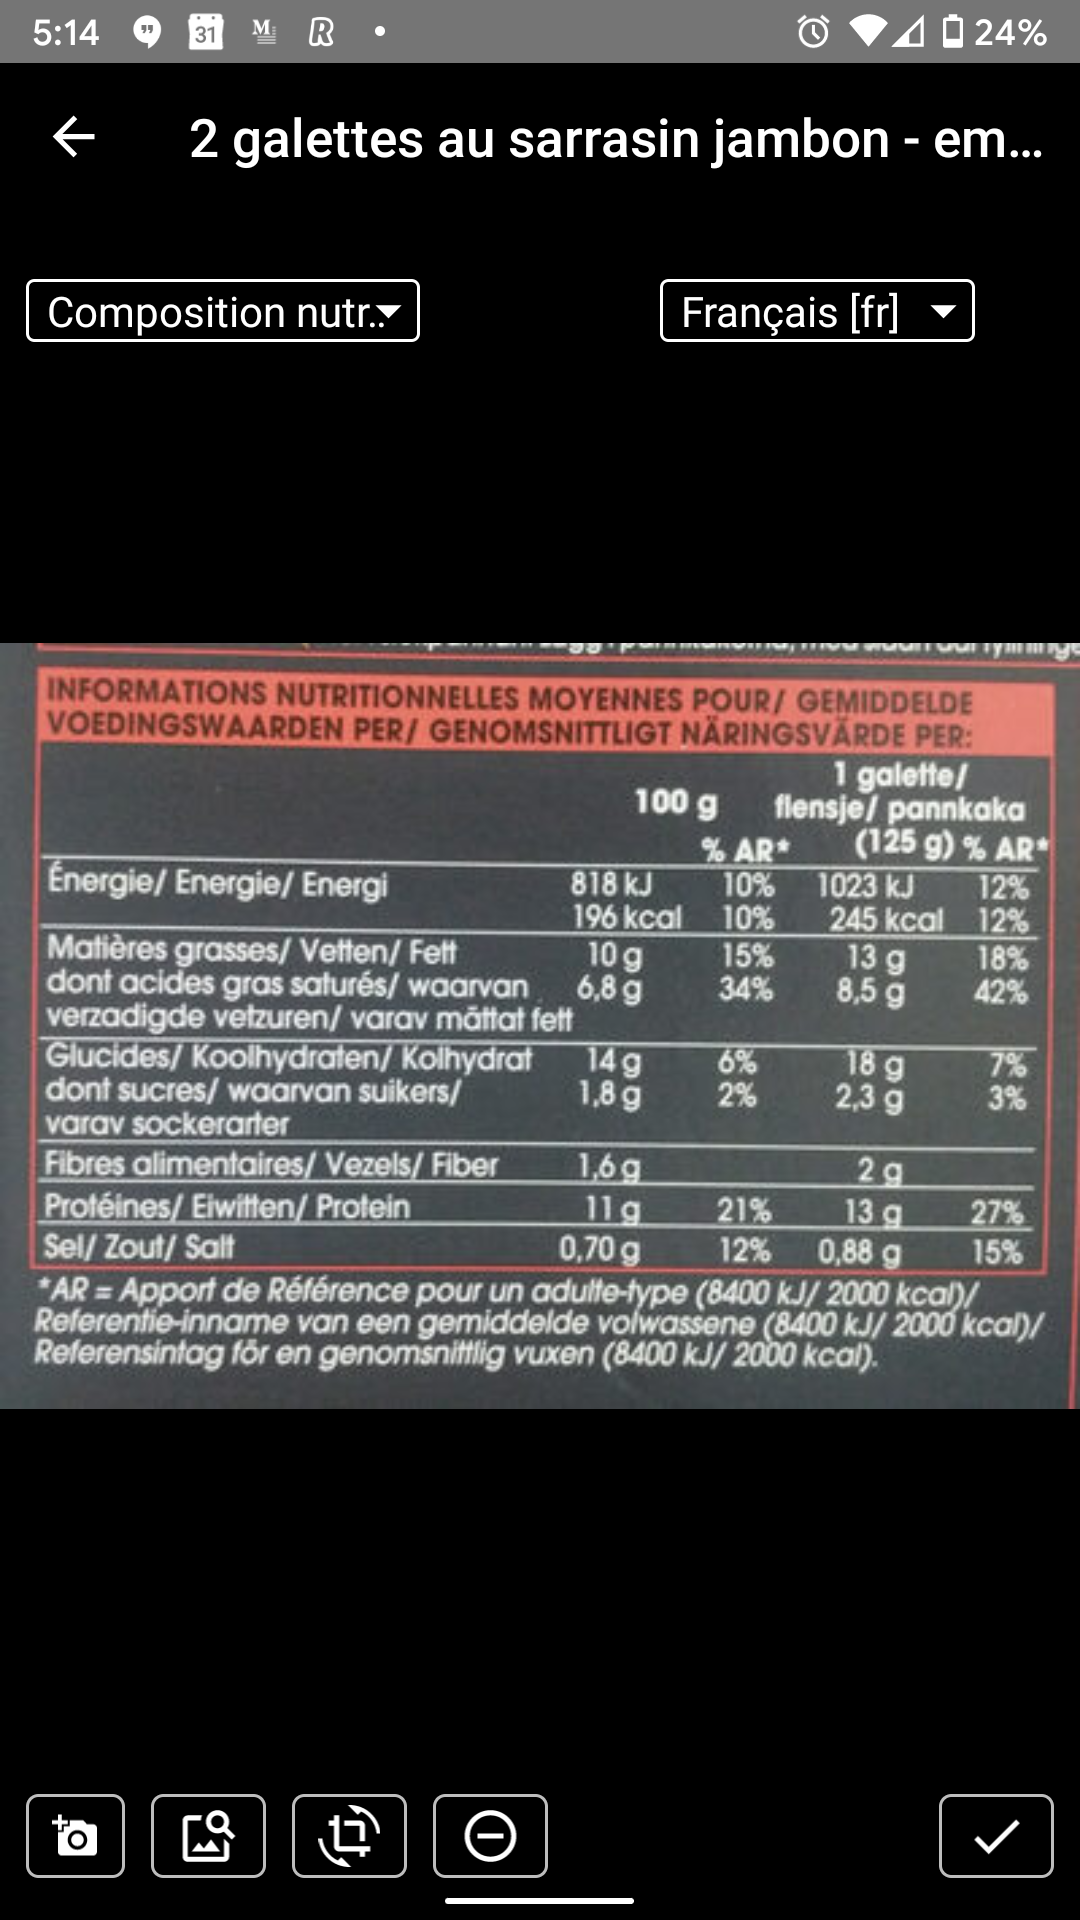 5:14 31 24%
2 galettes au sarrasin jambon - em...
Composition nutr.. Français [fr]
INFORMATIONS NUTRITIONNELLES MOYENNES POUR/ GEMIDDELDE
VOEDINGSWAARDEN PER/ GENOMSNITTLIGT NÄRINGSVÄRDE PER:
1 galette/
100 g flensje/ pannkaka
% AR* (125 g) % AR*
Énergie/ Energie/ Energi 818 kJ 10% 1023 kJ 12%
196 kcal 10% 245 kcal 12%
Matières grasses/ Vetten/ Fett 10 g 15% 13 g 18%
dont acides gras saturés/ waarvan 6,8 g 34% 8,5 g 42%
verzadigde vetzuren/ varav mättat fett
Glucides/ Koolhydraten/ Kolhydrat 14 g 6% 18 g 7%
dont sucres/ waarvan suikers/ 1,8 g 2% 2,3 g 3%
varav sockerarter
Fibres alimentaires/ Vezels/ Fiber 1,6 g 2 g
Protéines/ Eiwitten/ Protein 11 g 21% 13 g 27%
Sel/ Zout/ Salt 0,70 g 12% 0,88 g 15%
*AR = Apport de Référence pour un adulte-type (8400 kJ/ 2000 kcal)/
Referentie-inname van een gemiddelde volwassene (8400 kJ/ 2000 kcal)/
Referensintag för en genomsnittlig vuxen (8400 kJ/ 2000 kcal).